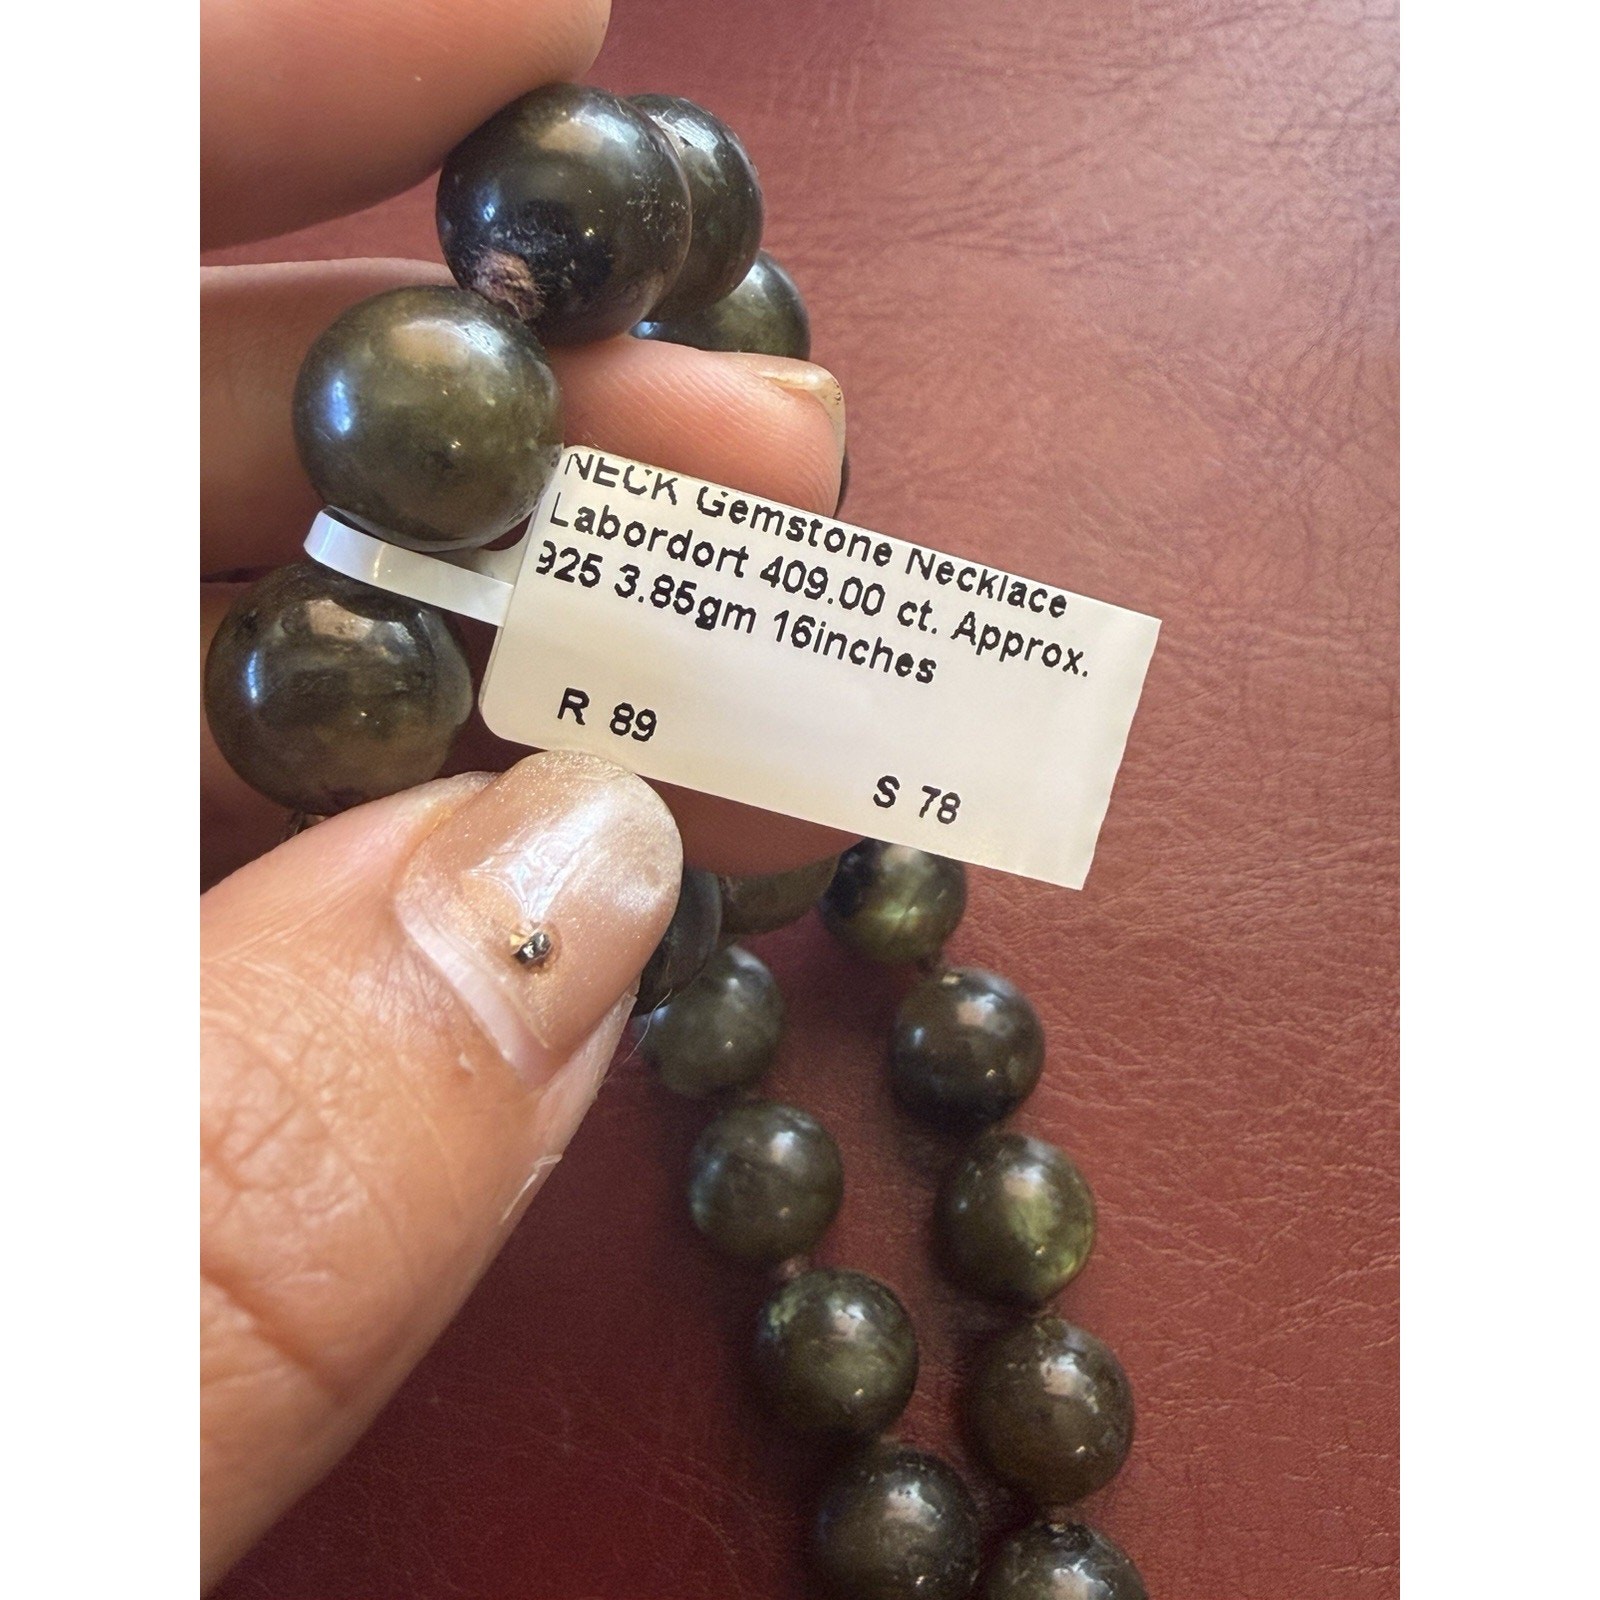 NECK Gemstone Necklace
Labordort 409.00 ct. Approx.
925 3.85gm 16inches
R 89
S 78